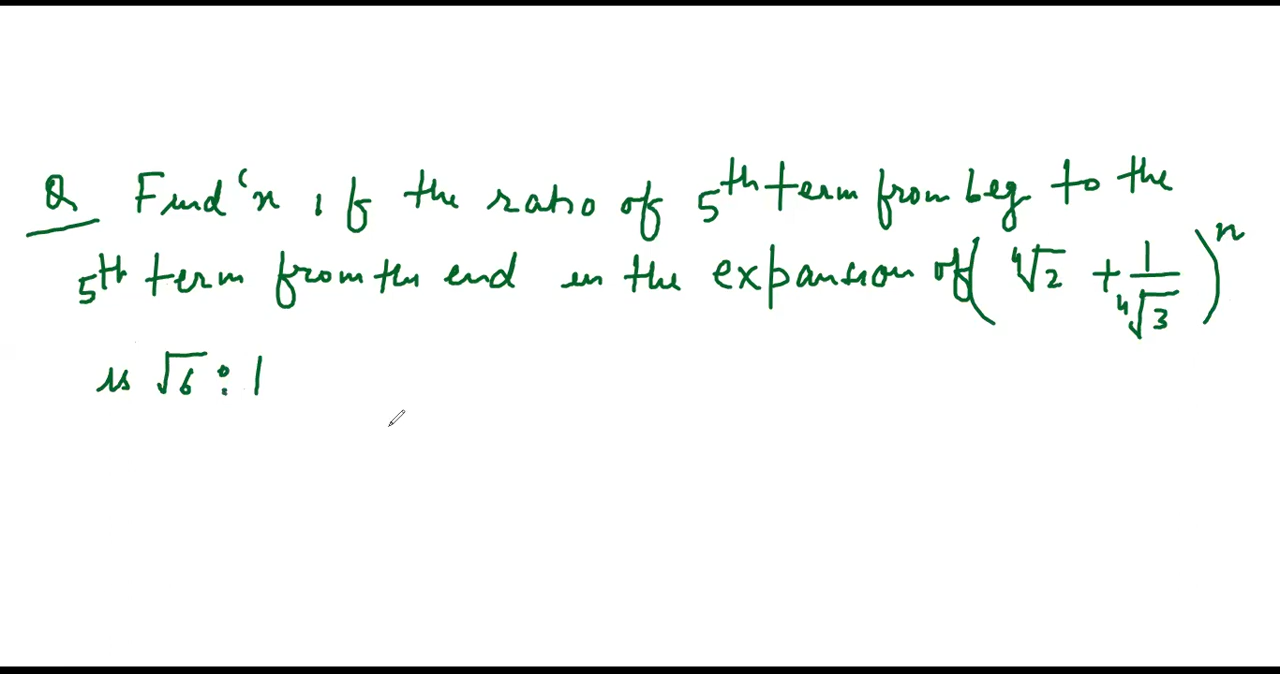 Q Find 'n , if the ratio of 5th term from beg to the
5th term from the end in the expansion of (∜2 + 1/∜3)^n
is √6 : 1